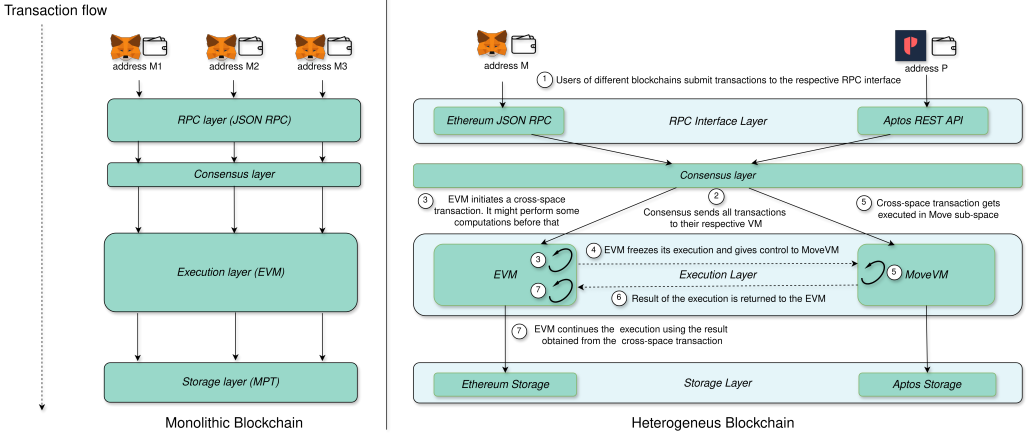 Transaction flow
address M1
address M2
address M3
RPC layer (JSON RPC)
Consensus layer
Execution layer (EVM)
Storage layer (MPT)
Monolithic Blockchain
address M
address P
1 Users of different blockchains submit transactions to the respective RPC interface
Ethereum JSON RPC
RPC Interface Layer
Aptos REST API
Consensus layer
3 EVM initiates a cross-space
transaction. It might perform some
computations before that
2
Consensus sends all transactions
to their respective VM
5 Cross-space transaction gets
executed in Move sub-space
4 EVM freezes its execution and gives control to MoveVM
EVM
3
7
Execution Layer
5
MoveVM
6 Result of the execution is returned to the EVM
7 EVM continues the execution using the result
obtained from the cross-space transaction
Ethereum Storage
Storage Layer
Aptos Storage
Heterogeneus Blockchain